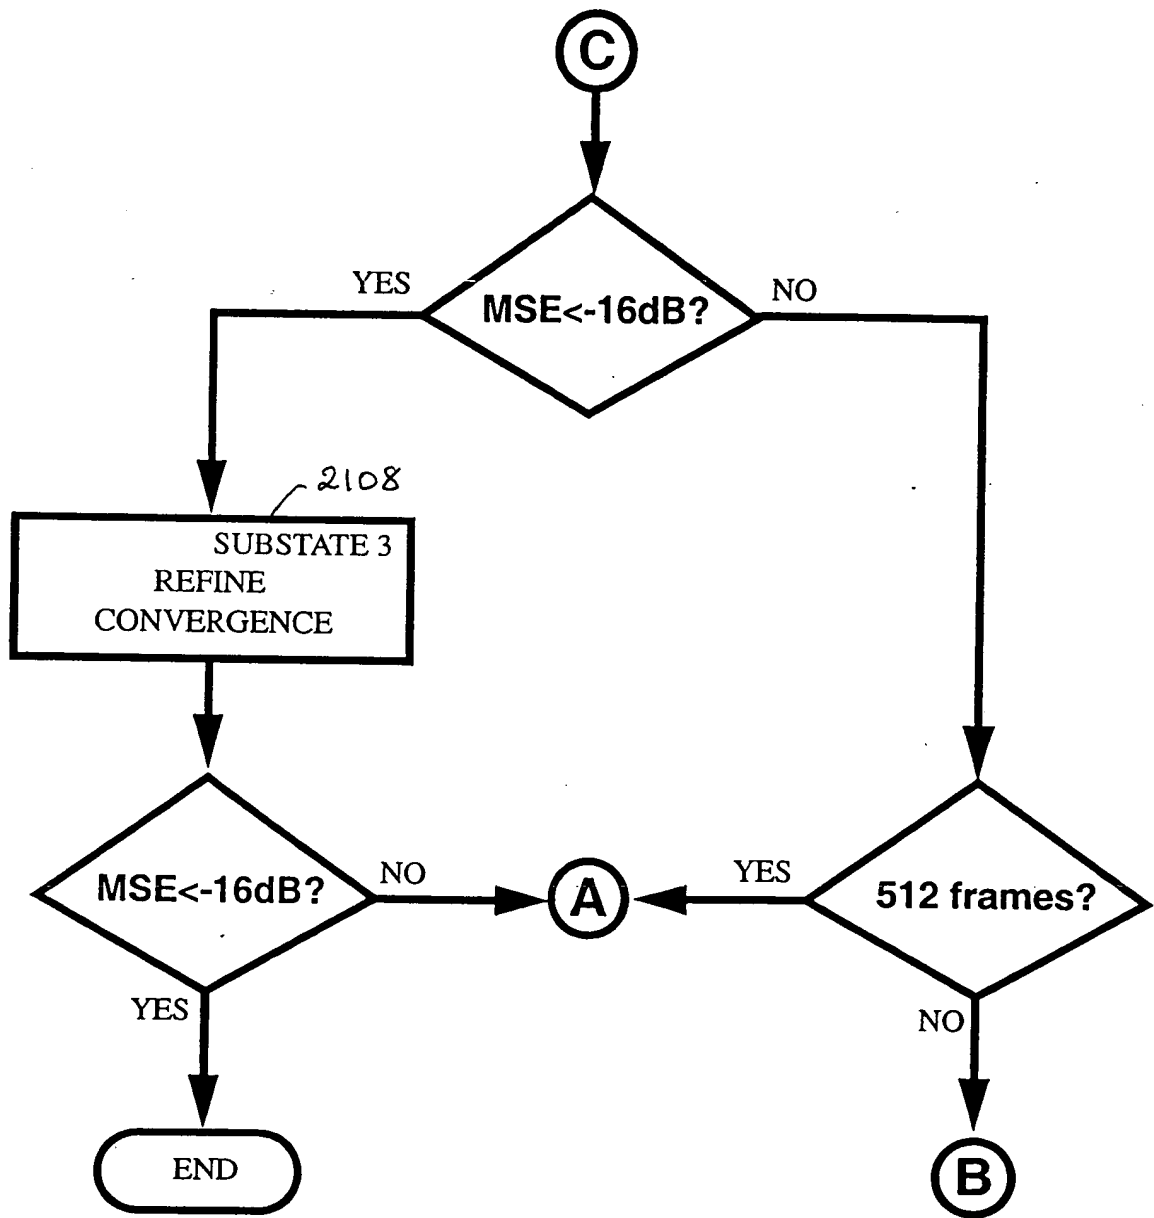 C
YES
MSE<-16dB?
NO
2108
SUBSTATE 3
REFINE
CONVERGENCE
MSE<-16dB?
NO
A
YES
512 frames?
YES
NO
END
B